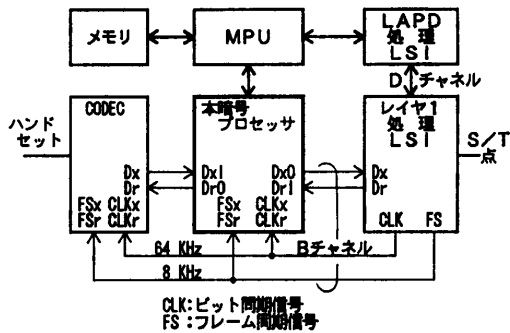 メモリ
MPU
LAPD
処 理
LSI
Dチャネル
ハンド
セット
CODEC
Dx
Dr
FSx CLKx
FSr CLKr
本暗号
プロセッサ
DxI
DrO
DxO
DrI
FSx CLKx
FSr CLKr
レイヤ1
処 理
LSI
Dx
Dr
CLK FS
S/T
点
64 KHz
Bチャネル
8 KHz
CLK:ビット同期信号
FS :フレーム同期信号